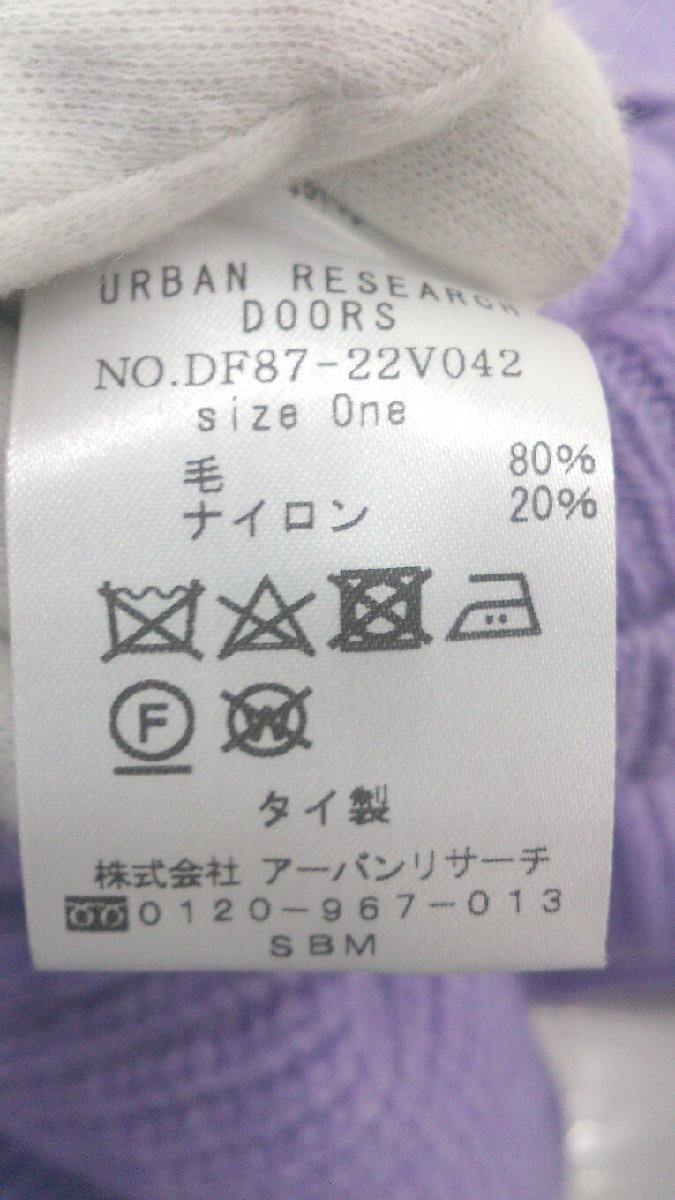 URBAN RESEARCH
DOORS
NO.DF87-22V042
size One
毛 80%
ナイロン 20%
F W
タイ製
株式会社 アーバンリサーチ
0120-967-013
SBM